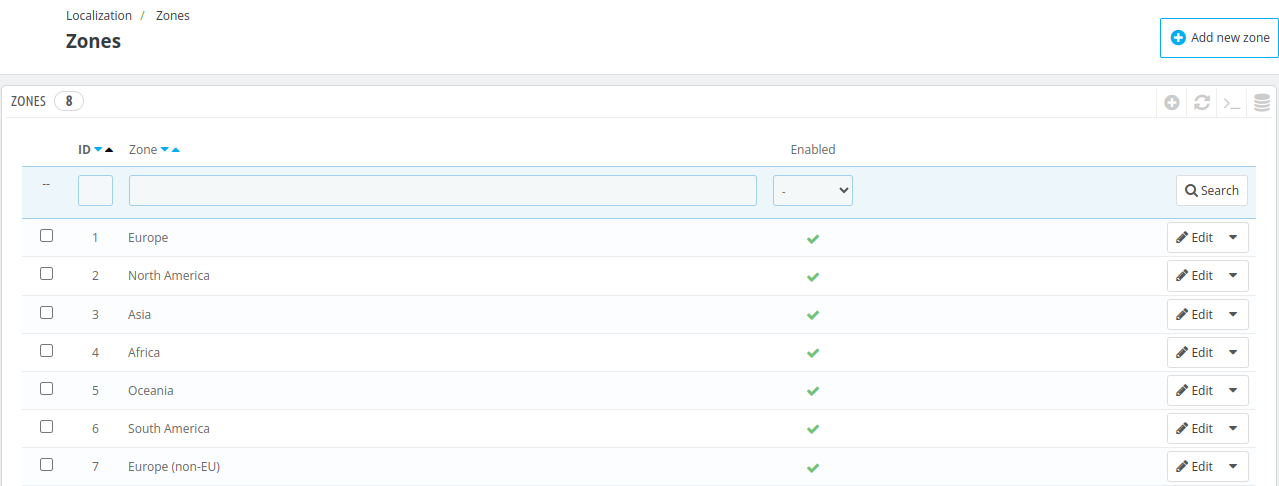 Localization / Zones
Zones
Add new zone
ZONES 8
ID Zone Enabled
-- - Search
1 Europe Edit
2 North America Edit
3 Asia Edit
4 Africa Edit
5 Oceania Edit
6 South America Edit
7 Europe (non-EU) Edit